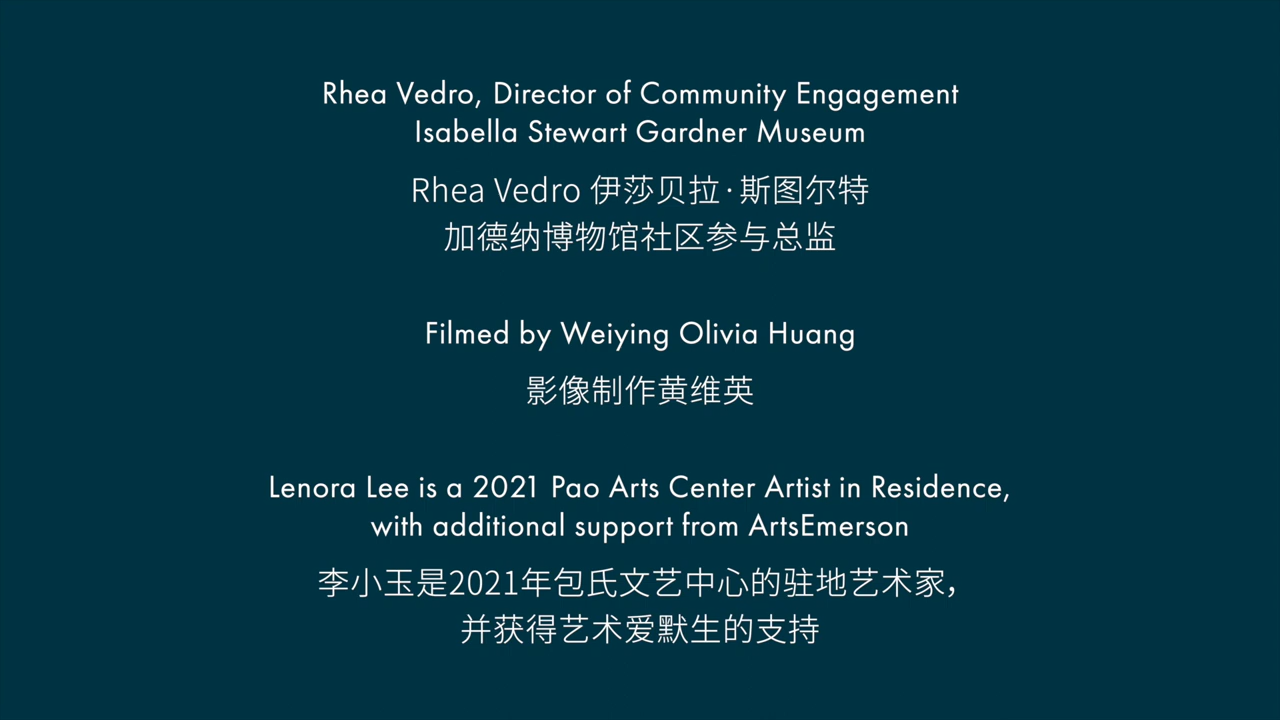 Rhea Vedro, Director of Community Engagement
Isabella Stewart Gardner Museum
Rhea Vedro 伊莎贝拉·斯图尔特
加德纳博物馆社区参与总监
Filmed by Weiying Olivia Huang
影像制作黄维英
Lenora Lee is a 2021 Pao Arts Center Artist in Residence,
with additional support from ArtsEmerson
李小玉是2021年包氏文艺中心的驻地艺术家，
并获得艺术爱默生的支持